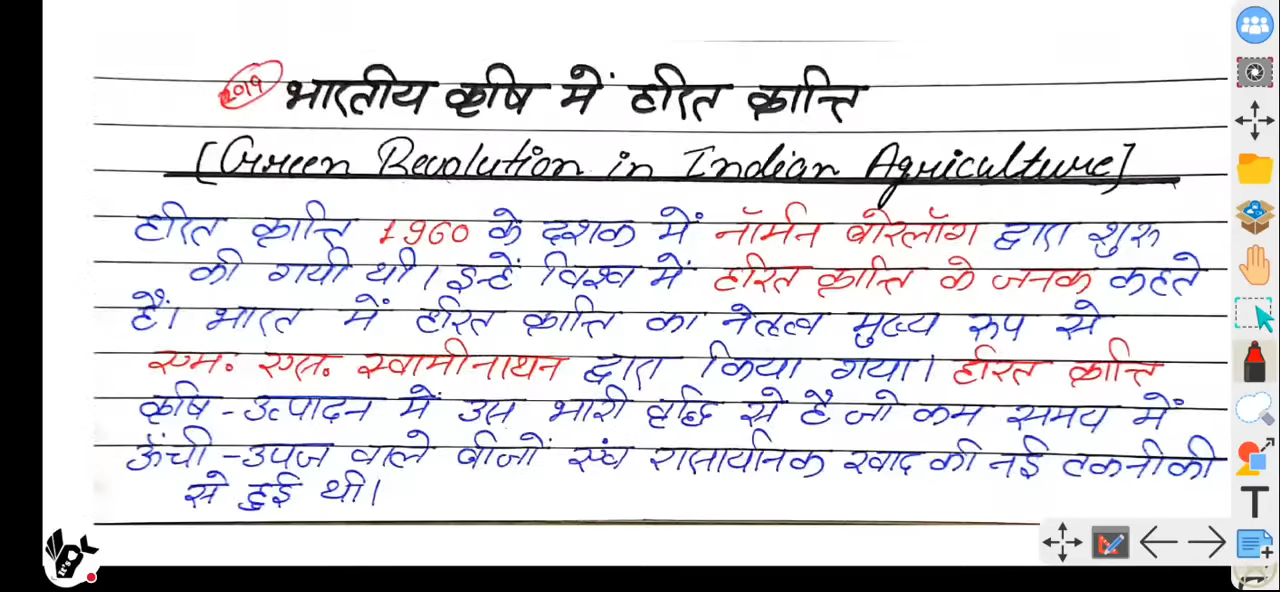 2019 भारतीय कृषि में हरित क्रान्ति
[Green Revolution in Indian Agriculture]
हरित क्रान्ति 1960 के दशक में नॉर्मन बोरलॉग द्वारा शुरू
की गयी थी। इन्हें विश्व में हरित क्रान्ति के जनक कहते
हैं। भारत में हरित क्रान्ति का नेतृत्व मुख्य रूप से
एम. एस. स्वामीनाथन द्वारा किया गया। हरित क्रान्ति
कृषि-उत्पादन में उस भारी वृद्धि से है जो कम समय में
ऊँची-उपज वाले बीजों एवं रासायनिक खाद की नई तकनीकी
से हुई थी।
It's
T